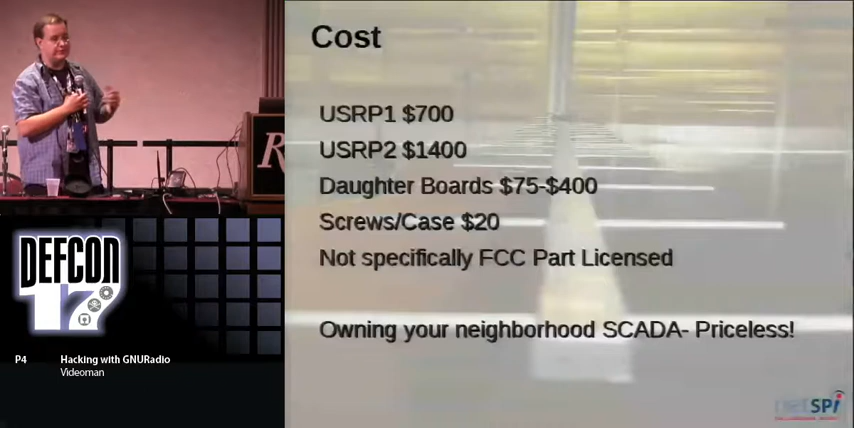 Cost
USRP1 $700
USRP2 $1400
Daughter Boards $75-$400
Screws/Case $20
Not specifically FCC Part Licensed
Owning your neighborhood SCADA- Priceless!
netSPi
R
DEFCON
17
P4 Hacking with GNURadio
Videoman